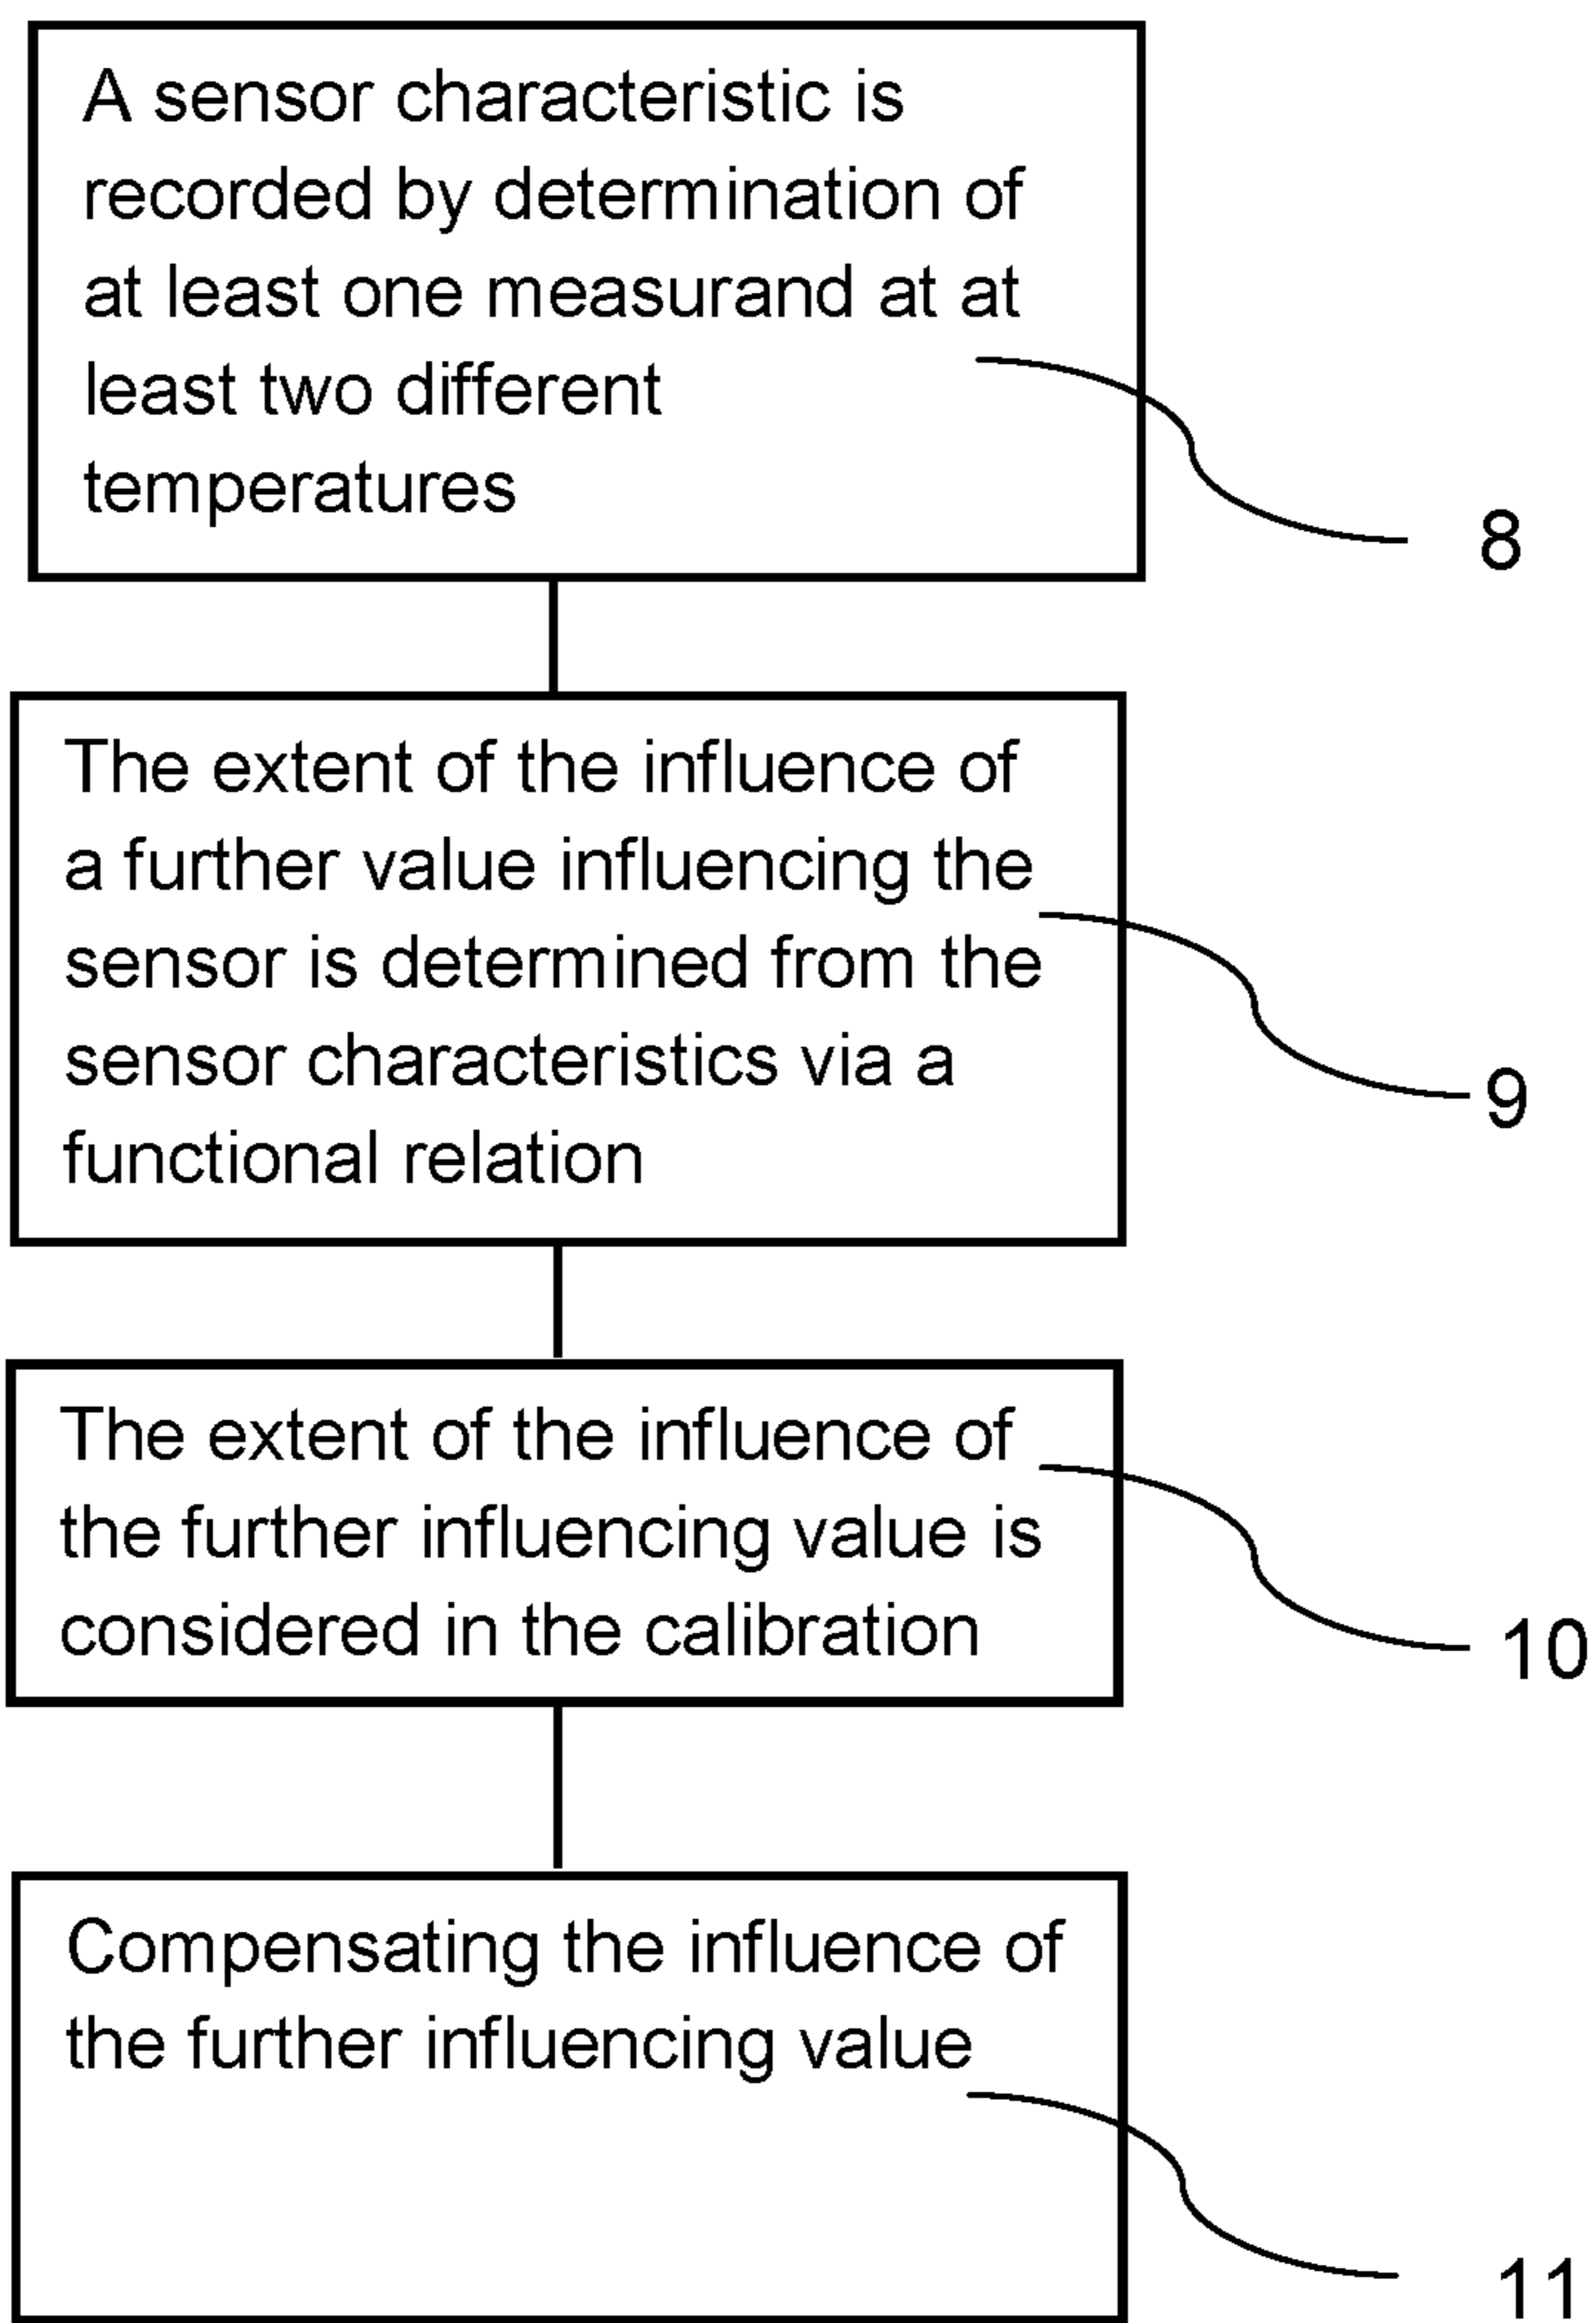 A sensor characteristic is
recorded by determination of
at least one measurand at at
least two different
temperatures
8
The extent of the influence of
a further value influencing the
sensor is determined from the
sensor characteristics via a
functional relation
9
The extent of the influence of
the further influencing value is
considered in the calibration
10
Compensating the influence of
the further influencing value
11